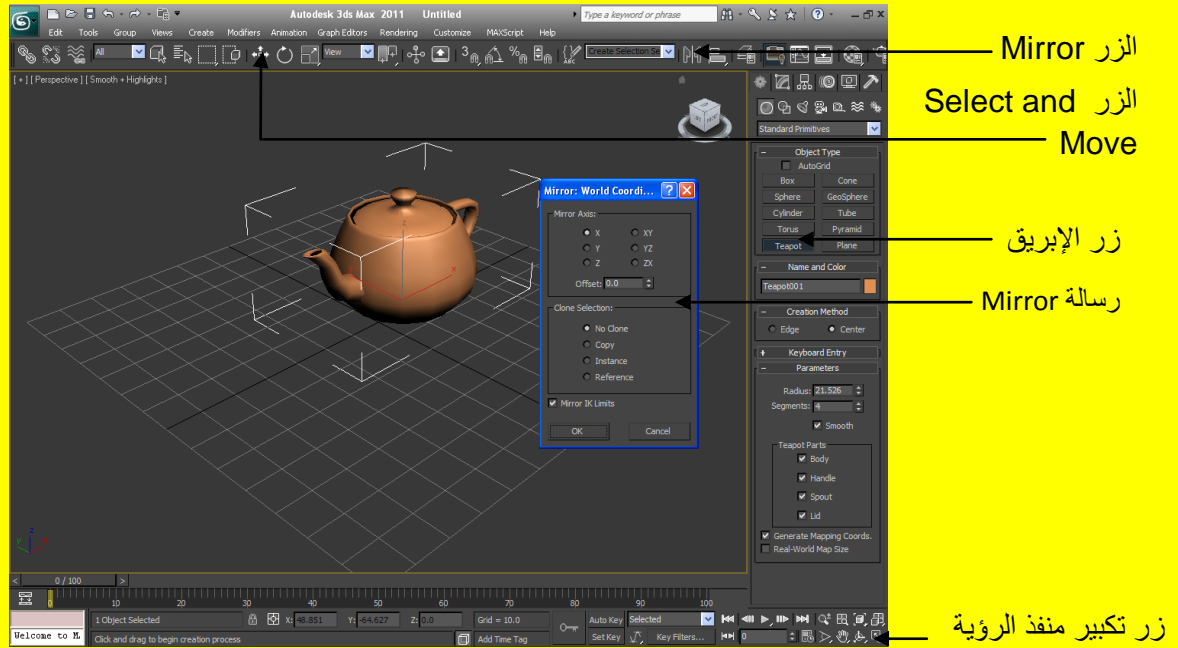 Autodesk 3ds Max 2011 Untitled
Type a keyword or phrase
Edit Tools Group Views Create Modifiers Animation Graph Editors Rendering Customize MAXScript Help
All
View
3
Create Selection Se
[ + ] [ Perspective ] [ Smooth + Highlights ]
الزر Mirror
الزر Select and
Move
زر الإبريق
رسالة Mirror
زر تكبير منفذ الرؤية
Standard Primitives
Object Type
AutoGrid
Box Cone
Sphere GeoSphere
Cylinder Tube
Torus Pyramid
Teapot Plane
Name and Color
Teapot001
Creation Method
Edge Center
Keyboard Entry
Parameters
Radius: 21.526
Segments: 4
Smooth
Teapot Parts
Body
Handle
Spout
Lid
Generate Mapping Coords.
Real-World Map Size
Mirror: World Coordi...
Mirror Axis:
X XY
Y YZ
Z ZX
Offset: 0.0
Clone Selection:
No Clone
Copy
Instance
Reference
Mirror IK Limits
OK Cancel
z
x
z
< 0 / 100 >
0 10 20 30 40 50 60 70 80 90 100
1 Object Selected X: 48.851 Y: -64.627 Z: 0.0 Grid = 10.0 Auto Key Selected
Welcome to M Click and drag to begin creation process Add Time Tag Set Key Key Filters... 0